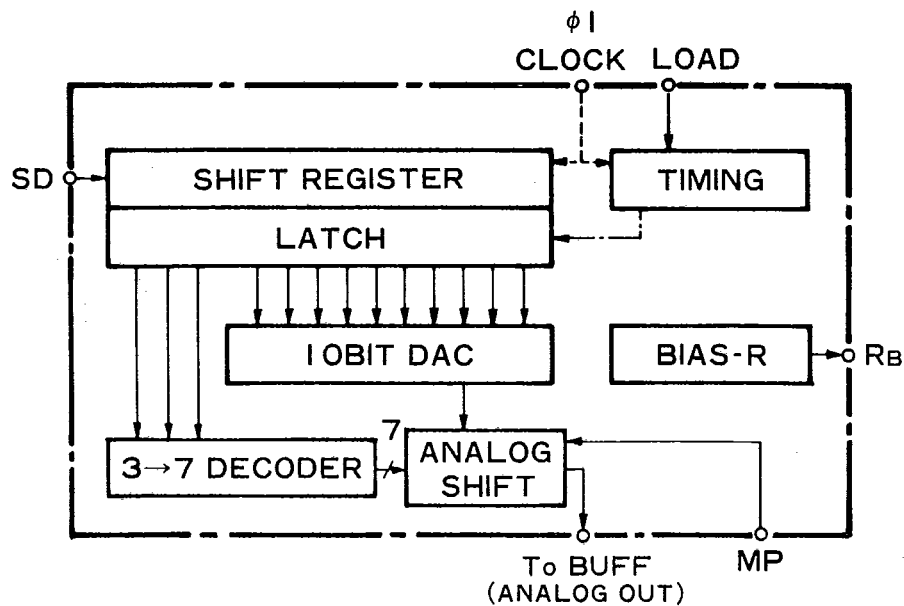 φ1
CLOCK LOAD
SD
SHIFT REGISTER
TIMING
LATCH
10BIT DAC
BIAS-R
RB
7
3→7 DECODER
ANALOG
SHIFT
To BUFF
(ANALOG OUT)
MP